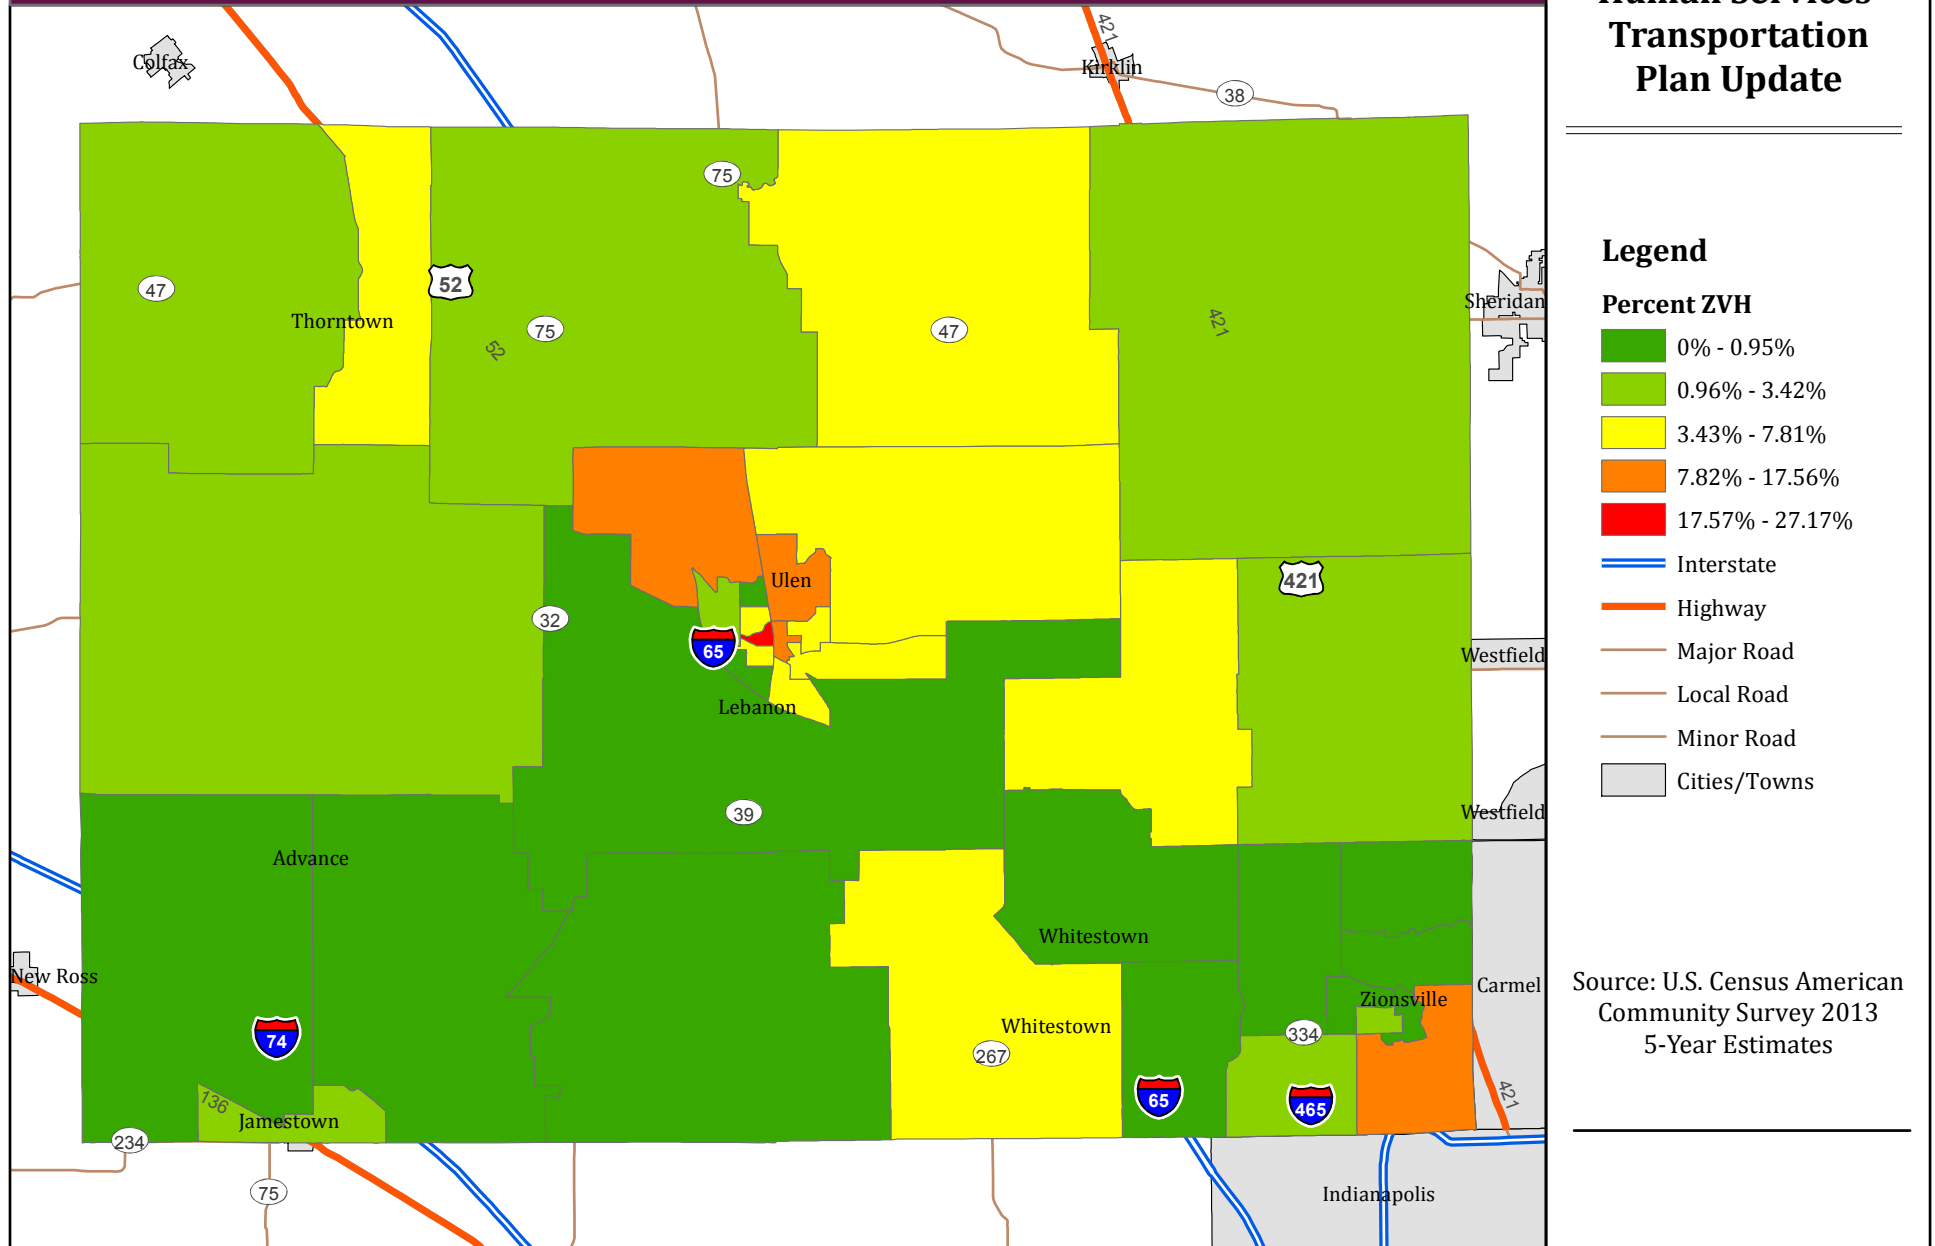 Transportation
Plan Update
Legend
Percent ZVH
0% - 0.95%
0.96% - 3.42%
3.43% - 7.81%
7.82% - 17.56%
17.57% - 27.17%
Interstate
Highway
Major Road
Local Road
Minor Road
Cities/Towns
Source: U.S. Census American
Community Survey 2013
5-Year Estimates
Colfax
421
Kirklin
38
75
47
52
Thorntown
75
52
47
421
Sheridan
Ulen
421
32
65
Westfield
Lebanon
39
Westfield
Advance
Whitestown
New Ross
Carmel
Zionsville
Whitestown
334
74
267
65
465
421
136
Jamestown
234
75
Indianapolis